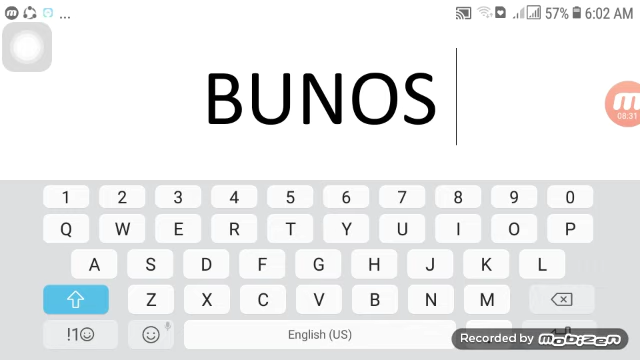 ... 57% 6:02 AM
BUNOS
08:31
1 2 3 4 5 6 7 8 9 0
Q W E R T Y U I O P
A S D F G H J K L
Z X C V B N M
!1☺ English (US)
Recorded by MOBIZEN